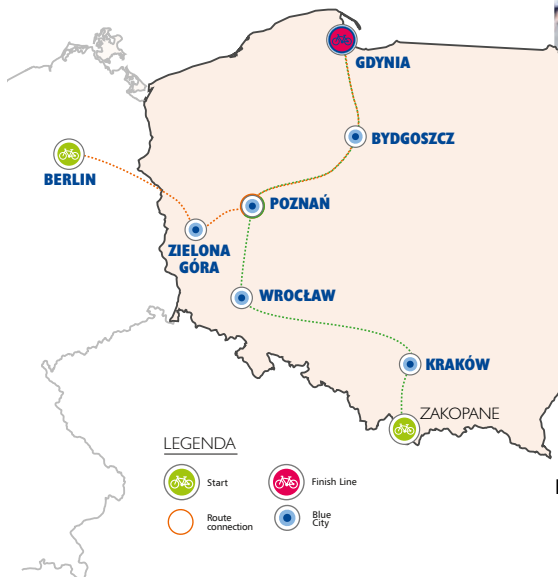 GDYNIA
BYDGOSZCZ
BERLIN
POZNAŃ
ZIELONA
GÓRA
WROCŁAW
KRAKÓW
ZAKOPANE
LEGENDA
Start
Finish Line
Route
connection
Blue
City